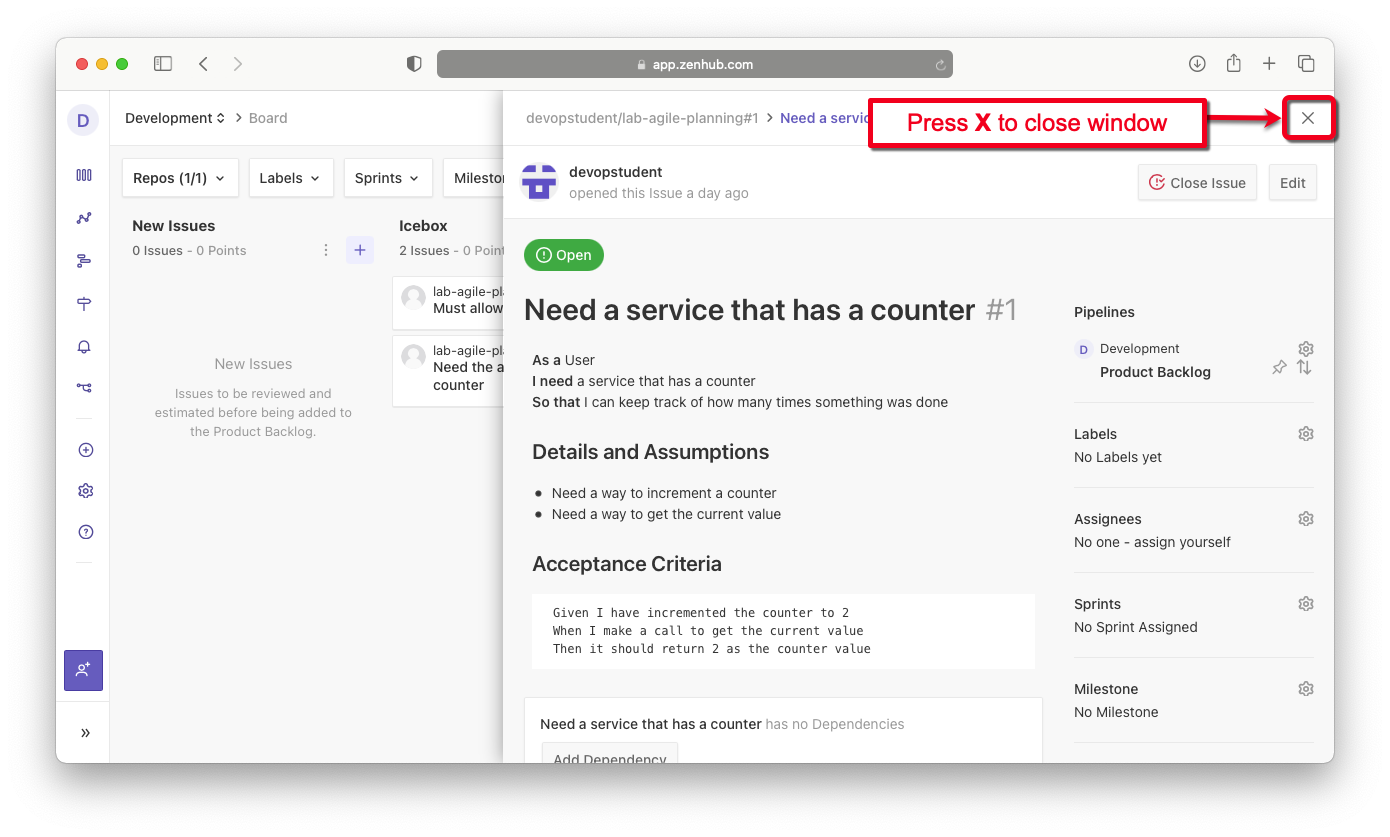 app.zenhub.com
D
Development > Board
devopstudent/lab-agile-planning#1 > Need a servic
Press X to close window
Repos (1/1)
Labels
Sprints
Milesto
devopstudent
opened this Issue a day ago
Close Issue
Edit
New Issues
0 Issues - 0 Points
New Issues
Issues to be reviewed and
estimated before being added to
the Product Backlog.
Icebox
2 Issues - 0 Point
lab-agile-pl
Must allow
lab-agile-pl
Need the a
counter
Open
Need a service that has a counter #1
As a User
I need a service that has a counter
So that I can keep track of how many times something was done
Details and Assumptions
• Need a way to increment a counter
• Need a way to get the current value
Acceptance Criteria
Given I have incremented the counter to 2
When I make a call to get the current value
Then it should return 2 as the counter value
Need a service that has a counter has no Dependencies
Add Dependency
Pipelines
D Development
Product Backlog
Labels
No Labels yet
Assignees
No one - assign yourself
Sprints
No Sprint Assigned
Milestone
No Milestone